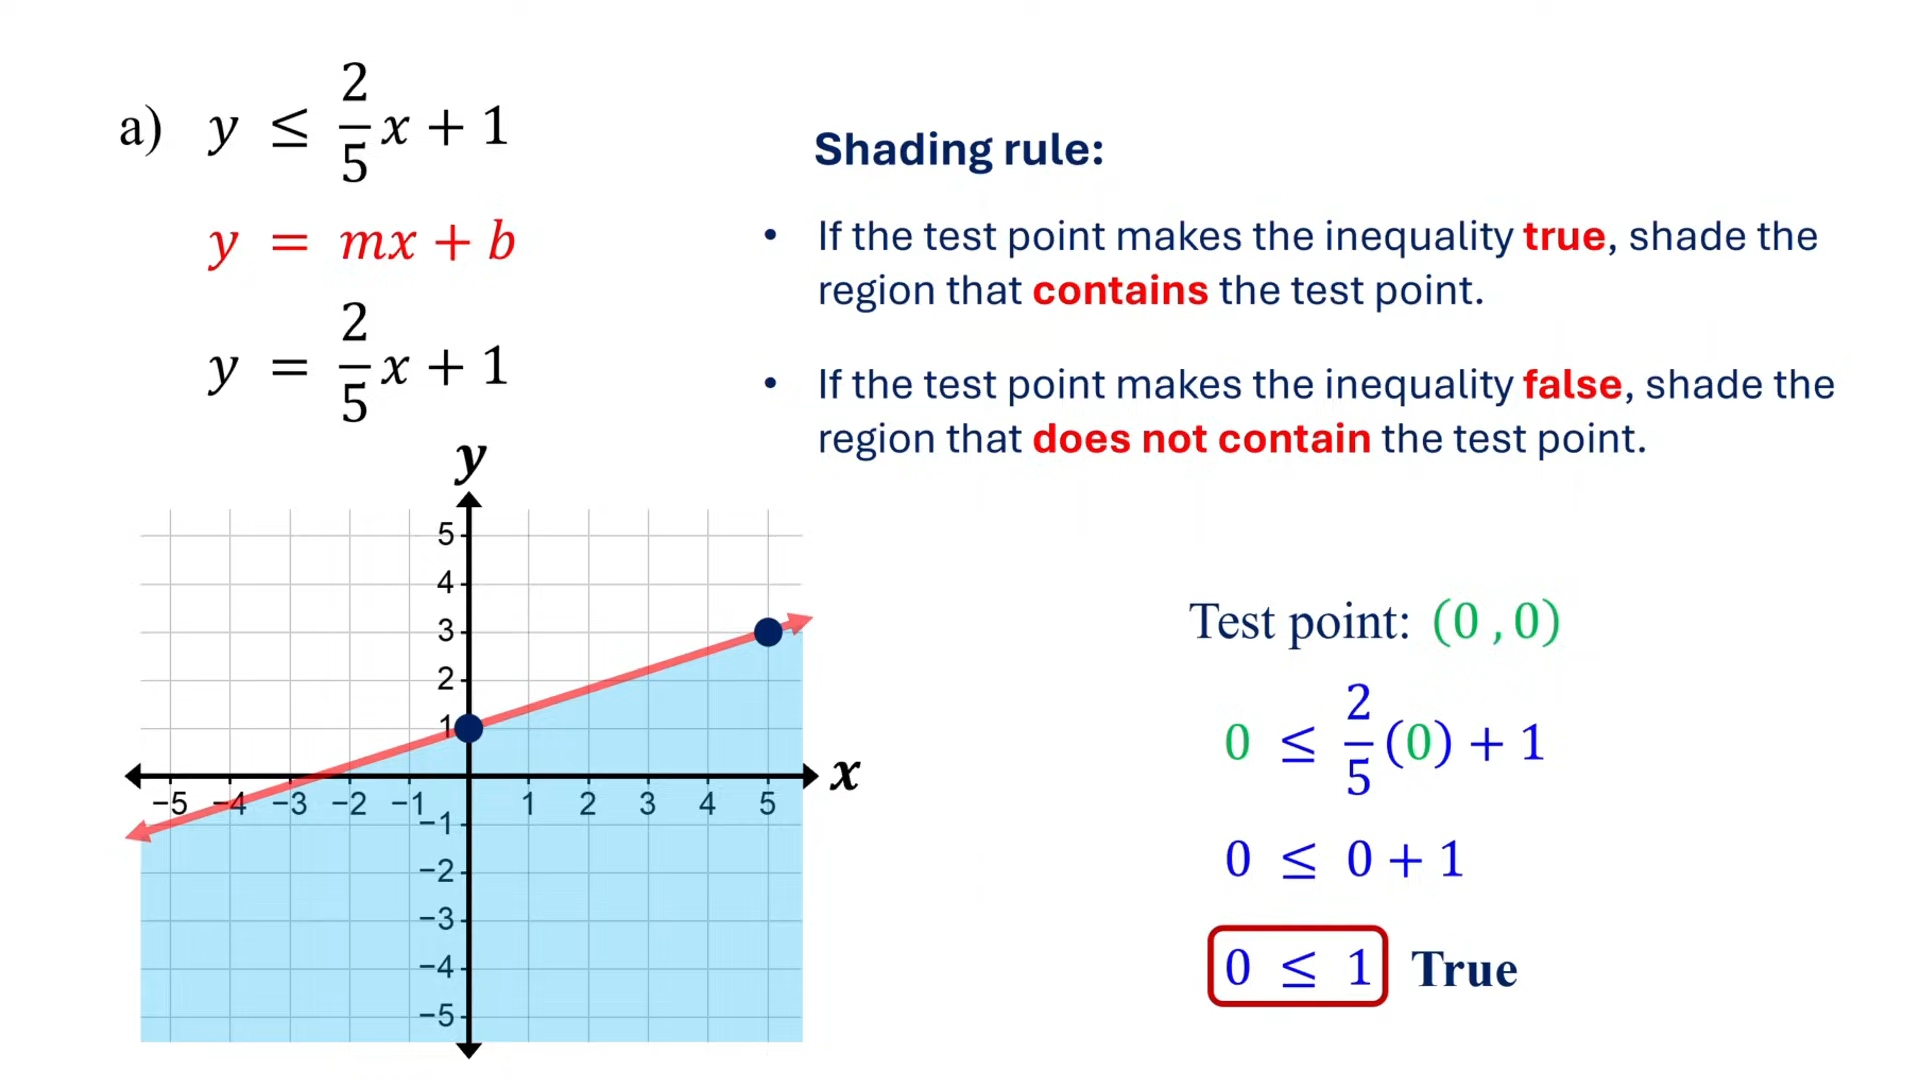 a) y ≤ 2/5 x + 1
y = mx + b
y = 2/5 x + 1
Shading rule:
• If the test point makes the inequality true, shade the
region that contains the test point.
• If the test point makes the inequality false, shade the
region that does not contain the test point.
y
5
4
3
2
1
x
−5 −4 −3 −2 −1 1 2 3 4 5
−1
−2
−3
−4
−5
Test point: (0 , 0)
0 ≤ 2/5 (0) + 1
0 ≤ 0 + 1
0 ≤ 1 True